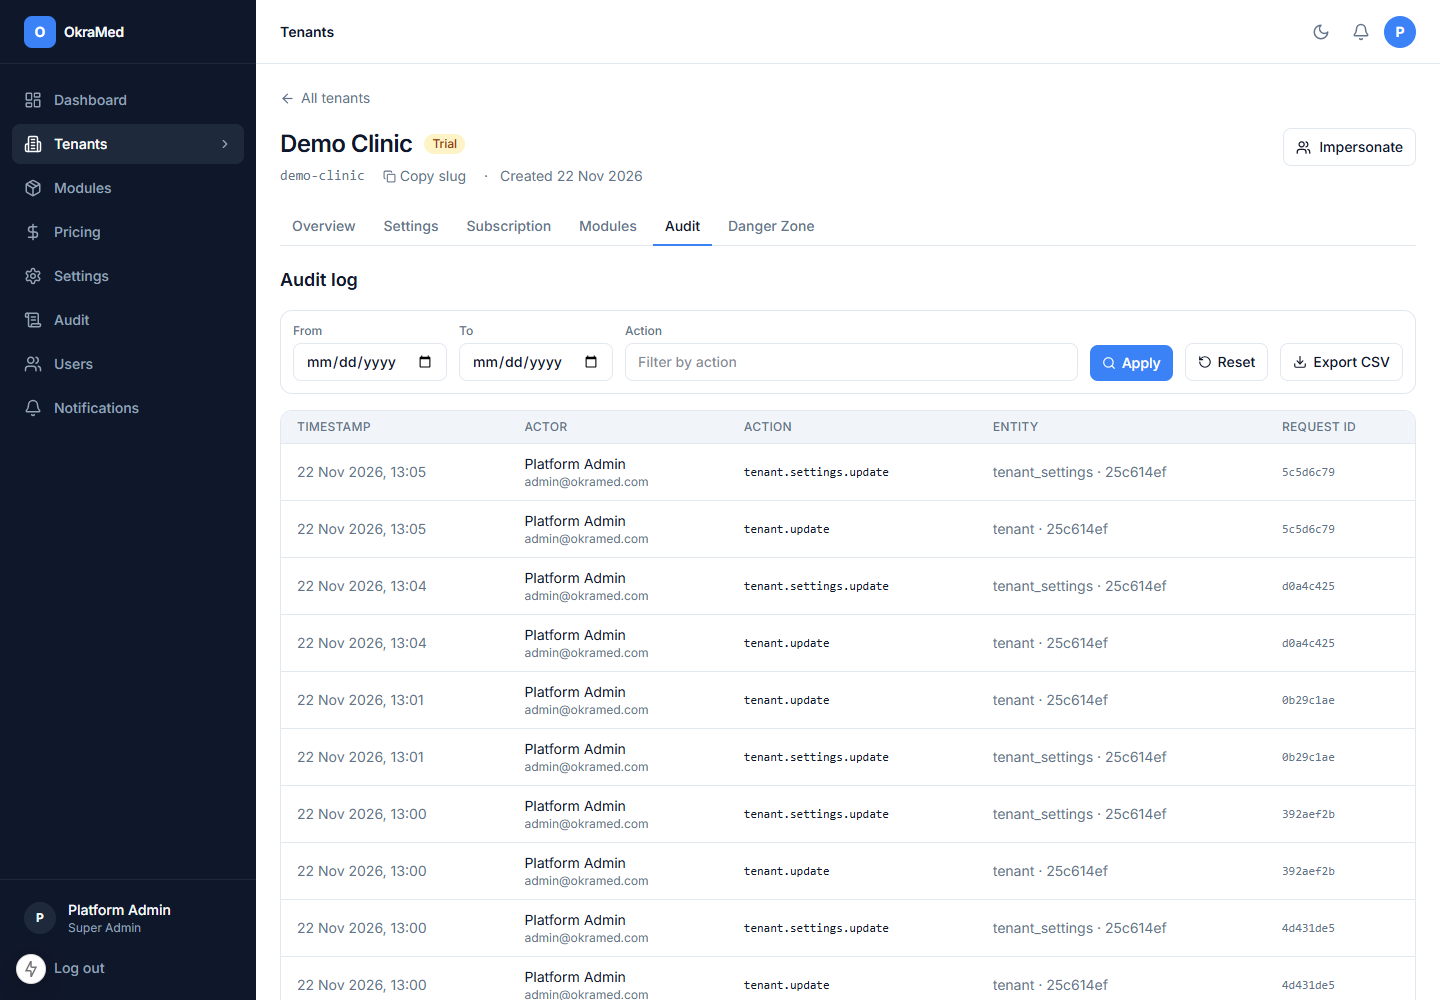 O OkraMed
Tenants
P
Dashboard
Tenants
Modules
Pricing
Settings
Audit
Users
Notifications
P
Platform Admin
Super Admin
Log out
All tenants
Demo Clinic Trial
Impersonate
demo-clinic Copy slug · Created 22 Nov 2026
Overview Settings Subscription Modules Audit Danger Zone
Audit log
From To Action
mm/dd/yyyy mm/dd/yyyy Filter by action Apply Reset Export CSV
TIMESTAMP ACTOR ACTION ENTITY REQUEST ID
22 Nov 2026, 13:05 Platform Admin admin@okramed.com tenant.settings.update tenant_settings · 25c614ef 5c5d6c79
22 Nov 2026, 13:05 Platform Admin admin@okramed.com tenant.update tenant · 25c614ef 5c5d6c79
22 Nov 2026, 13:04 Platform Admin admin@okramed.com tenant.settings.update tenant_settings · 25c614ef d0a4c425
22 Nov 2026, 13:04 Platform Admin admin@okramed.com tenant.update tenant · 25c614ef d0a4c425
22 Nov 2026, 13:01 Platform Admin admin@okramed.com tenant.update tenant · 25c614ef 0b29c1ae
22 Nov 2026, 13:01 Platform Admin admin@okramed.com tenant.settings.update tenant_settings · 25c614ef 0b29c1ae
22 Nov 2026, 13:00 Platform Admin admin@okramed.com tenant.settings.update tenant_settings · 25c614ef 392aef2b
22 Nov 2026, 13:00 Platform Admin admin@okramed.com tenant.update tenant · 25c614ef 392aef2b
22 Nov 2026, 13:00 Platform Admin admin@okramed.com tenant.settings.update tenant_settings · 25c614ef 4d431de5
22 Nov 2026, 13:00 Platform Admin admin@okramed.com tenant.update tenant · 25c614ef 4d431de5